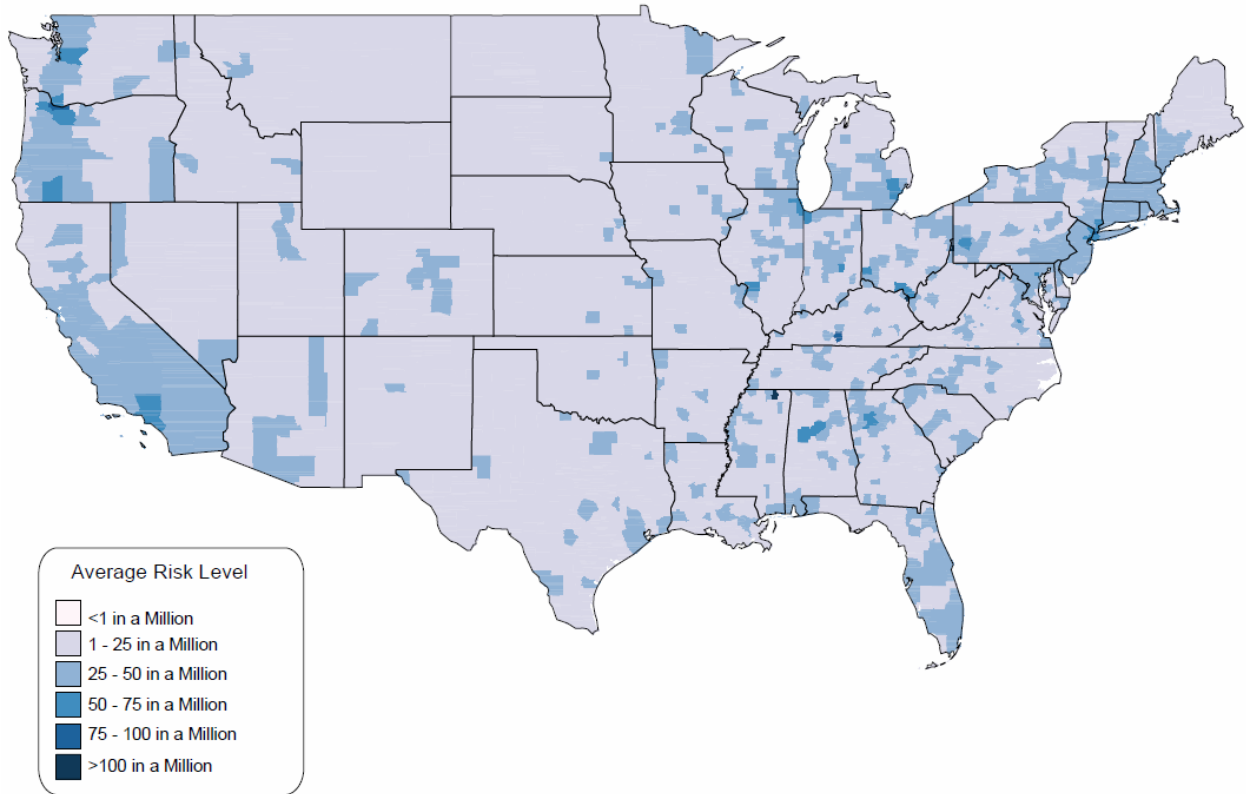 Average Risk Level
<1 in a Million
1 - 25 in a Million
25 - 50 in a Million
50 - 75 in a Million
75 - 100 in a Million
>100 in a Million